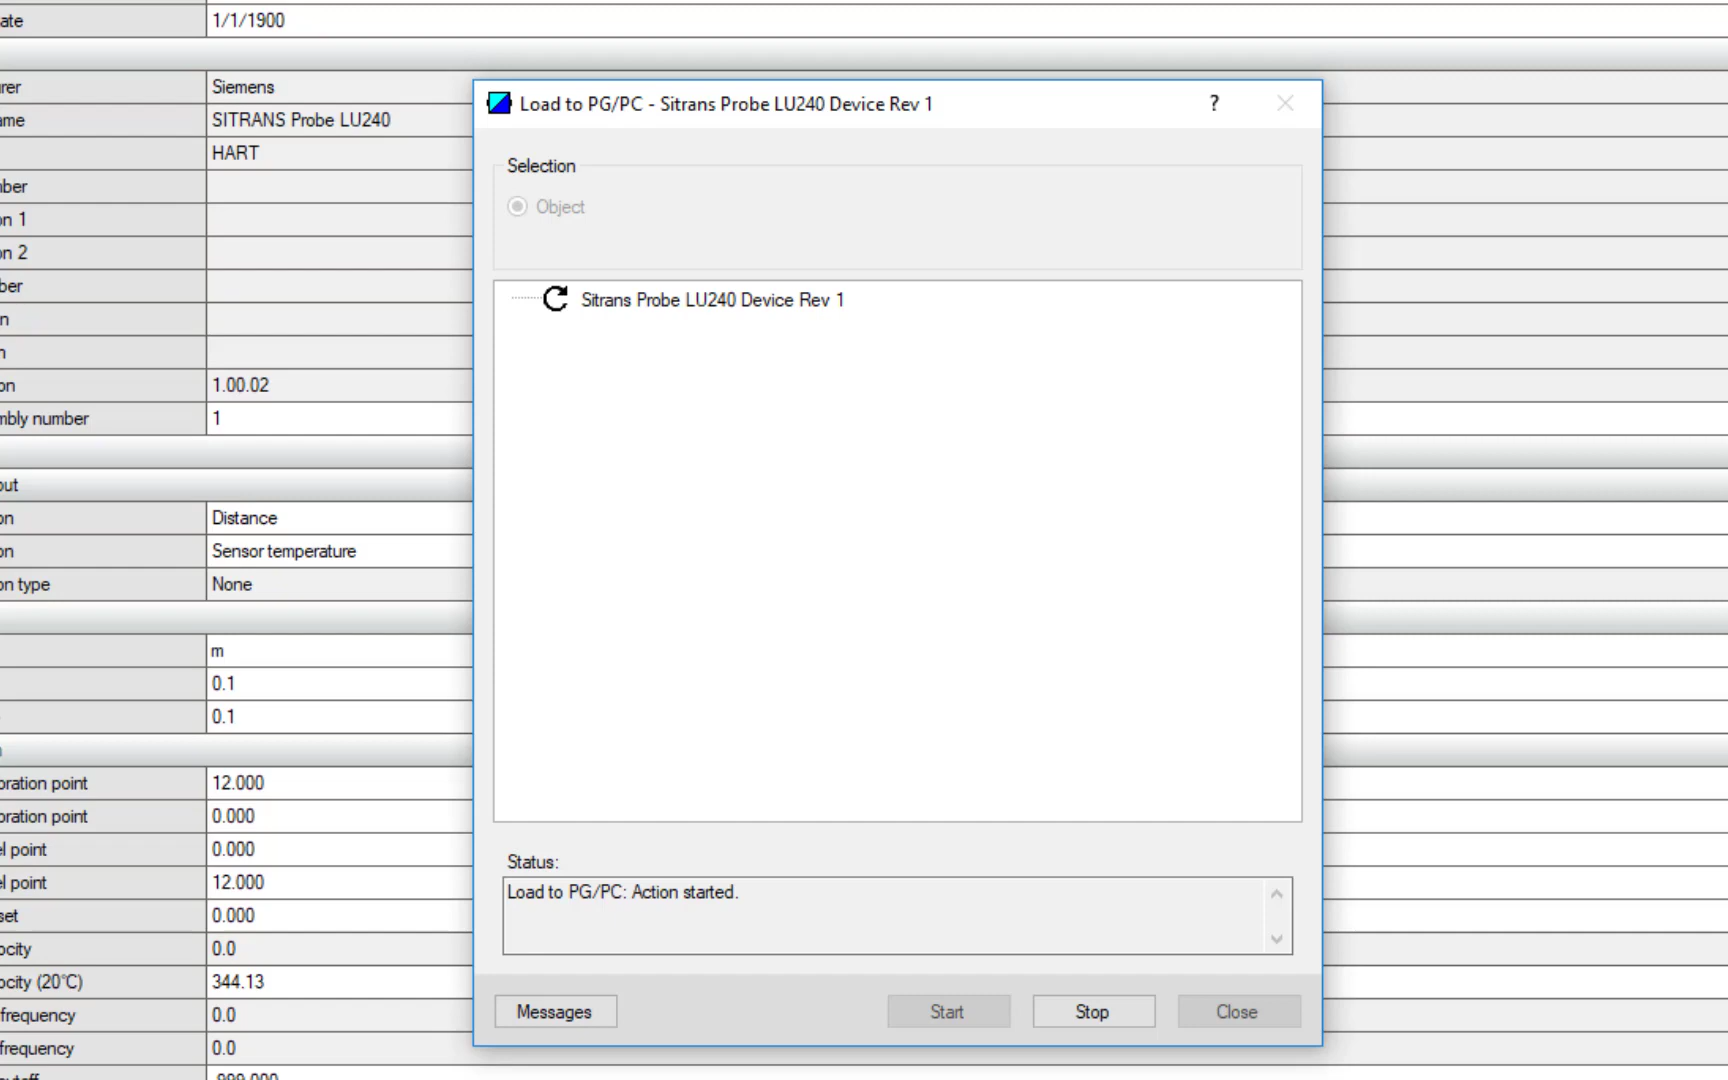 ate 1/1/1900
rer Siemens
ame SITRANS Probe LU240
HART
nber
on 1
on 2
ber
n
n
on 1.00.02
mbly number 1
out
on Distance
on Sensor temperature
on type None
m
0.1
0.1
oration point 12.000
oration point 0.000
el point 0.000
el point 12.000
set 0.000
ocity 0.0
ocity (20°C) 344.13
frequency 0.0
frequency 0.0
Load to PG/PC - Sitrans Probe LU240 Device Rev 1 ?
Selection
Object
Sitrans Probe LU240 Device Rev 1
Status:
Load to PG/PC: Action started.
Messages Start Stop Close